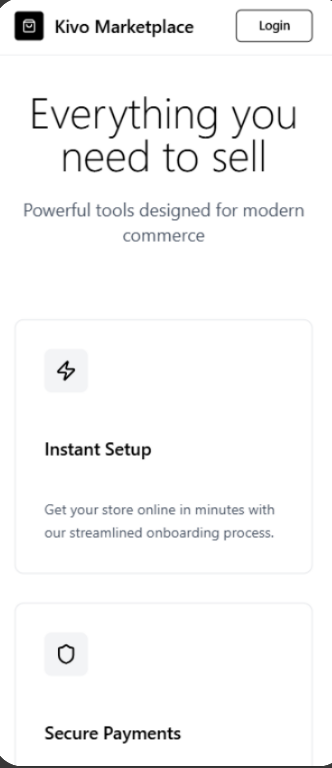 Kivo Marketplace
Login
Everything you
need to sell
Powerful tools designed for modern
commerce
Instant Setup
Get your store online in minutes with
our streamlined onboarding process.
Secure Payments